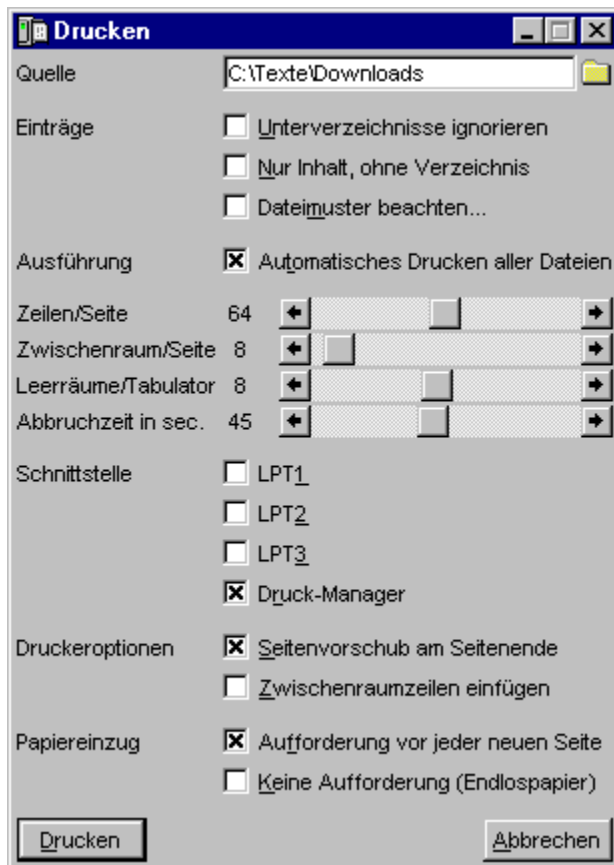 Drucken
Quelle C:\Texte\Downloads
Einträge Unterverzeichnisse ignorieren
Nur Inhalt, ohne Verzeichnis
Dateimuster beachten...
Ausführung Automatisches Drucken aller Dateien
Zeilen/Seite 64
Zwischenraum/Seite 8
Leerräume/Tabulator 8
Abbruchzeit in sec. 45
Schnittstelle LPT1
LPT2
LPT3
Druck-Manager
Druckeroptionen Seitenvorschub am Seitenende
Zwischenraumzeilen einfügen
Papiereinzug Aufforderung vor jeder neuen Seite
Keine Aufforderung (Endlospapier)
Drucken Abbrechen